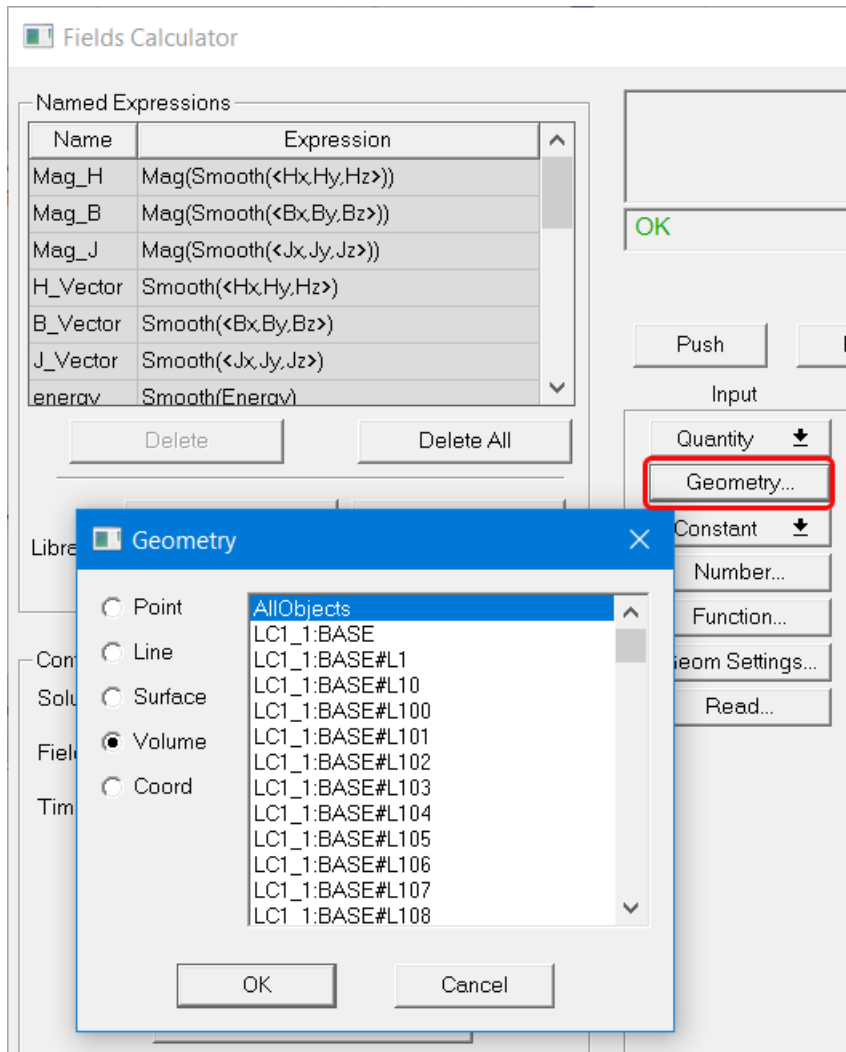 Fields Calculator
Named Expressions
Name Expression
Mag_H Mag(Smooth(<Hx,Hy,Hz>))
Mag_B Mag(Smooth(<Bx,By,Bz>))
Mag_J Mag(Smooth(<Jx,Jy,Jz>))
H_Vector Smooth(<Hx,Hy,Hz>)
B_Vector Smooth(<Bx,By,Bz>)
J_Vector Smooth(<Jx,Jy,Jz>)
energy Smooth(Energy)
Delete Delete All
OK
Push
Input
Quantity
Geometry...
Constant
Number...
Function...
Geom Settings...
Read...
Geometry
Point
Line
Surface
Volume
Coord
AllObjects
LC1_1:BASE
LC1_1:BASE#L1
LC1_1:BASE#L10
LC1_1:BASE#L100
LC1_1:BASE#L101
LC1_1:BASE#L102
LC1_1:BASE#L103
LC1_1:BASE#L104
LC1_1:BASE#L105
LC1_1:BASE#L106
LC1_1:BASE#L107
LC1_1:BASE#L108
OK Cancel